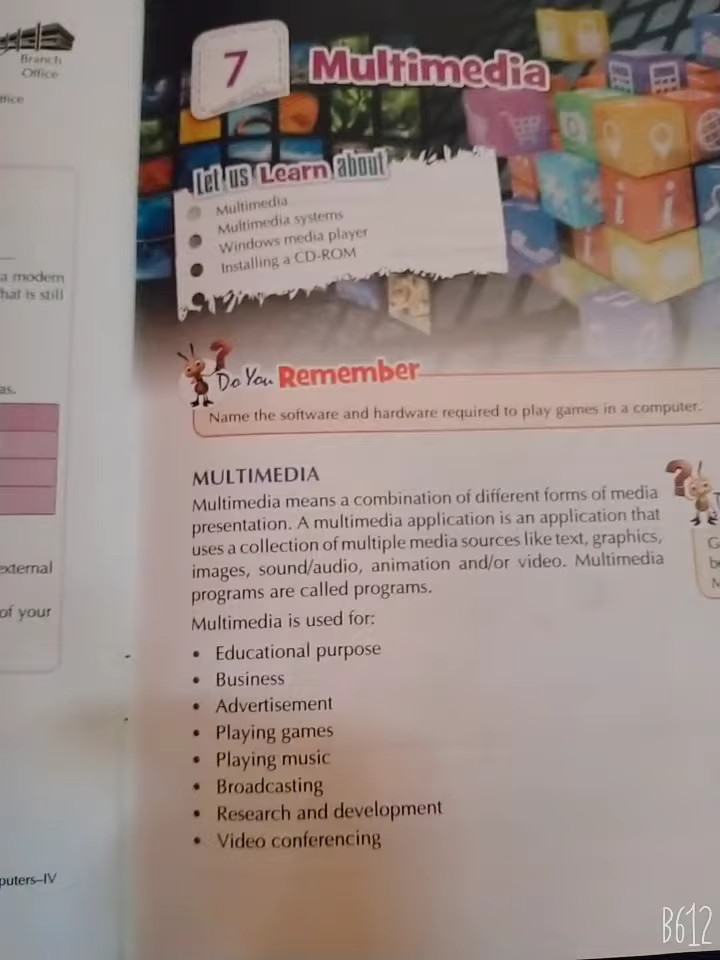 Branch
Office
a modem
hat is still
as.
external
of your
puters–IV
7
Multimedia
Let us Learn about
Multimedia
Multimedia systems
Windows media player
Installing a CD-ROM
Do You Remember
Name the software and hardware required to play games in a computer.
MULTIMEDIA
Multimedia means a combination of different forms of media
presentation. A multimedia application is an application that
uses a collection of multiple media sources like text, graphics,
images, sound/audio, animation and/or video. Multimedia
programs are called programs.
Multimedia is used for:
• Educational purpose
• Business
• Advertisement
• Playing games
• Playing music
• Broadcasting
• Research and development
• Video conferencing
B612